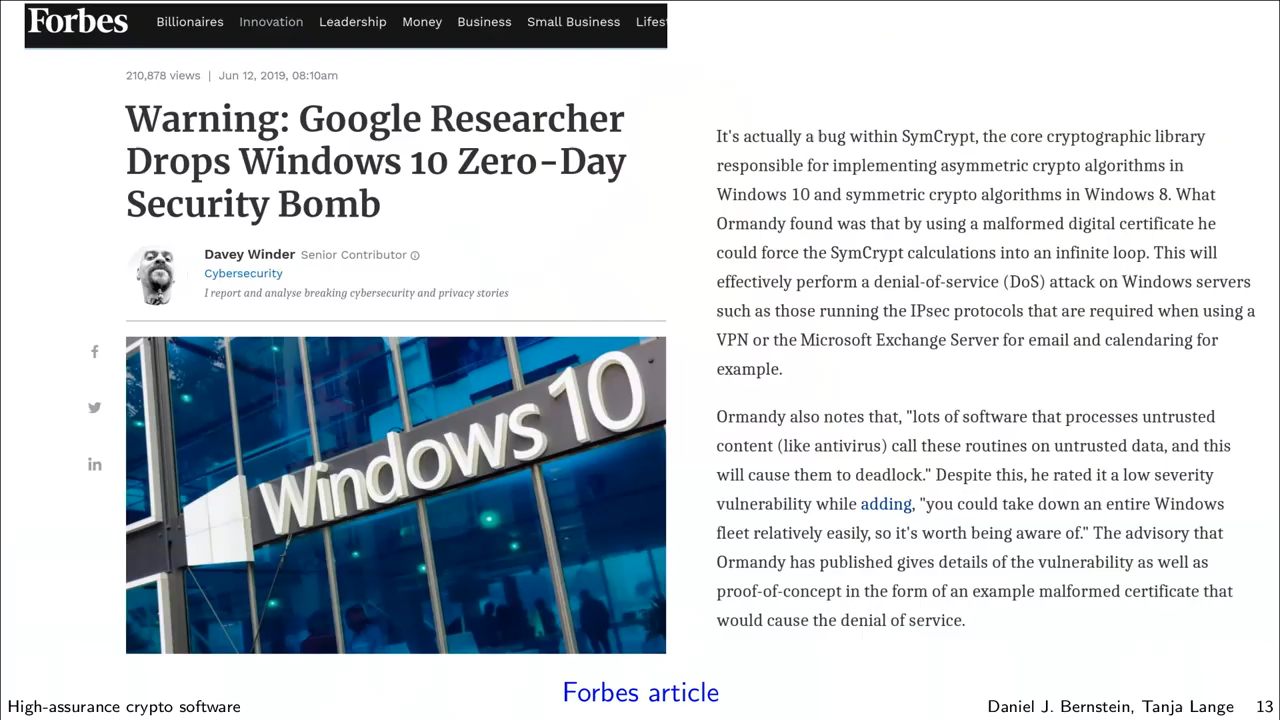 Forbes
Billionaires Innovation Leadership Money Business Small Business Lifes
210,878 views | Jun 12, 2019, 08:10am
Warning: Google Researcher
Drops Windows 10 Zero-Day
Security Bomb
Davey Winder Senior Contributor
Cybersecurity
I report and analyse breaking cybersecurity and privacy stories
Windows 10
It's actually a bug within SymCrypt, the core cryptographic library
responsible for implementing asymmetric crypto algorithms in
Windows 10 and symmetric crypto algorithms in Windows 8. What
Ormandy found was that by using a malformed digital certificate he
could force the SymCrypt calculations into an infinite loop. This will
effectively perform a denial-of-service (DoS) attack on Windows servers
such as those running the IPsec protocols that are required when using a
VPN or the Microsoft Exchange Server for email and calendaring for
example.
Ormandy also notes that, "lots of software that processes untrusted
content (like antivirus) call these routines on untrusted data, and this
will cause them to deadlock." Despite this, he rated it a low severity
vulnerability while adding, "you could take down an entire Windows
fleet relatively easily, so it's worth being aware of." The advisory that
Ormandy has published gives details of the vulnerability as well as
proof-of-concept in the form of an example malformed certificate that
would cause the denial of service.
Forbes article
High-assurance crypto software
Daniel J. Bernstein, Tanja Lange 13